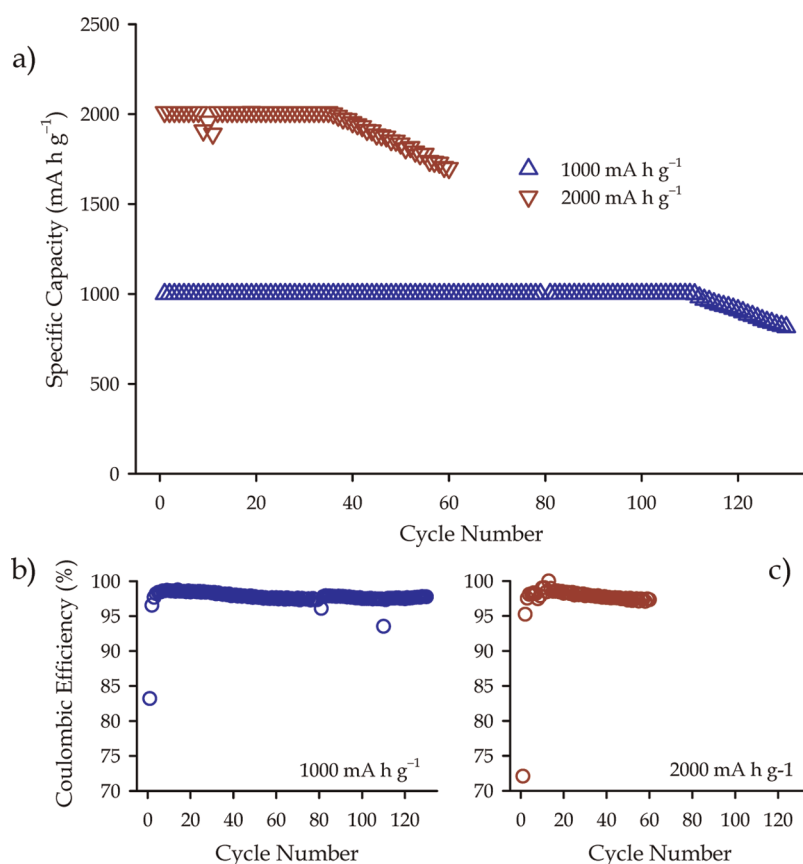 a)
2500
2000
1500
1000
500
0
Specific Capacity (mA h g⁻¹)
1000 mA h g⁻¹
2000 mA h g⁻¹
0 20 40 60 80 100 120
Cycle Number
b)
Coulombic Efficiency (%)
100
95
90
85
80
75
70
1000 mA h g⁻¹
0 20 40 60 80 100 120
Cycle Number
c)
100
95
90
85
80
75
70
2000 mA h g-1
0 20 40 60 80 100 120
Cycle Number